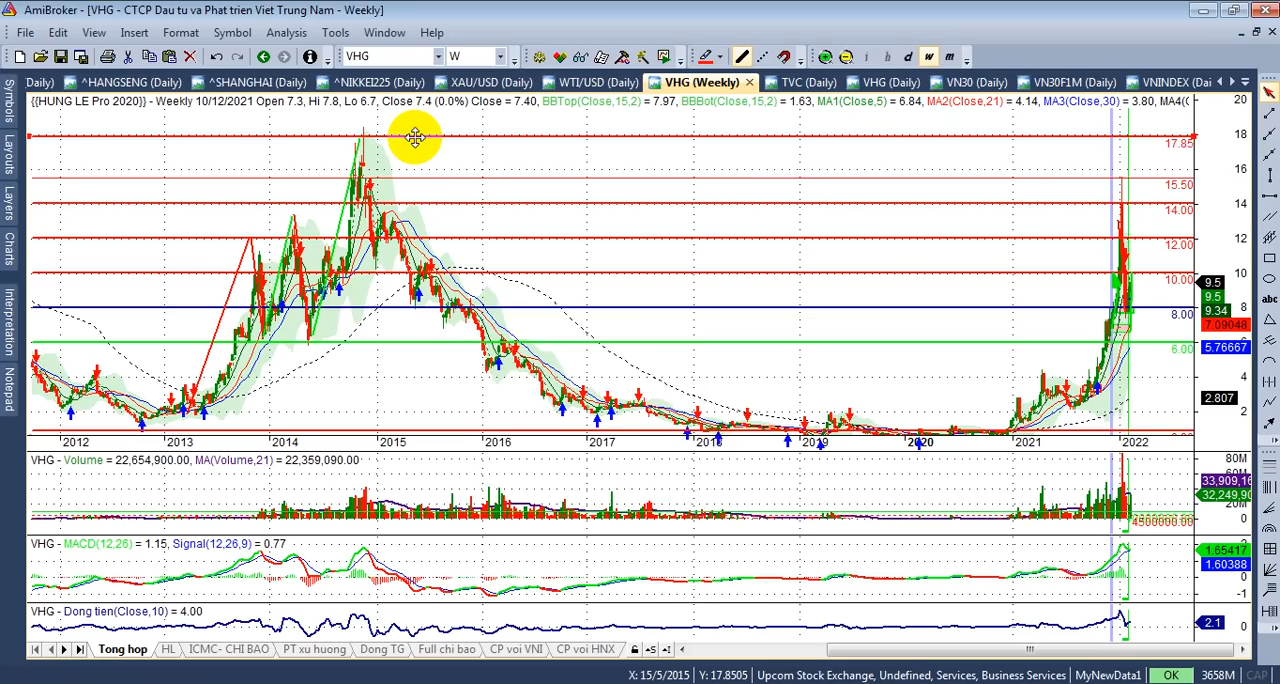 AmiBroker - [VHG - CTCP Dau tu va Phat trien Viet Trung Nam - Weekly]
File Edit View Insert Format Symbol Analysis Tools Window Help
VHG W
Daily) ^HANGSENG (Daily) ^SHANGHAI (Daily) ^NIKKEI225 (Daily) XAU/USD (Daily) WTI/USD (Daily) VHG (Weekly) TVC (Daily) VHG (Daily) VN30 (Daily) VN30F1M (Daily) VNINDEX (Da
{{HUNG LE Pro 2020}} - Weekly 10/12/2021 Open 7.3, Hi 7.8, Lo 6.7, Close 7.4 (0.0%) Close = 7.40, BBTop(Close,15,2) = 7.97, BBBot(Close,15,2) = 1.63, MA1(Close,5) = 6.84, MA2(Close,21) = 4.14, MA3(Close,30) = 3.80, MA4(C
Symbols
Layouts
Layers
Charts
Interpretation
Notepad
abc
20
18
17.85
16
15.50
14
14.00
12
12.00
10
10.00
9.5
9.5
9.34
8
8.00
7.09048
6.00
5.76667
4
2.807
2
2012 2013 2014 2015 2016 2017 2018 2019 2020 2021 2022
VHG - Volume = 22,654,900.00, MA(Volume,21) = 22,359,090.00
80M
60M
33,909,16
32,249,90
20M
0
4500000.00
VHG - MACD(12,26) = 1.15, Signal(12,26,9) = 0.77
1.65417
1.60388
0
-1
VHG - Dong tien(Close,10) = 4.00
2.1
0
Tong hop HL ICMC- CHI BAO PT xu huong Dong TG Full chi bao CP voi VNI CP voi HNX
X: 15/5/2015 Y: 17.8505 Upcom Stock Exchange, Undefined, Services, Business Services MyNewData1 OK 3658M CAP